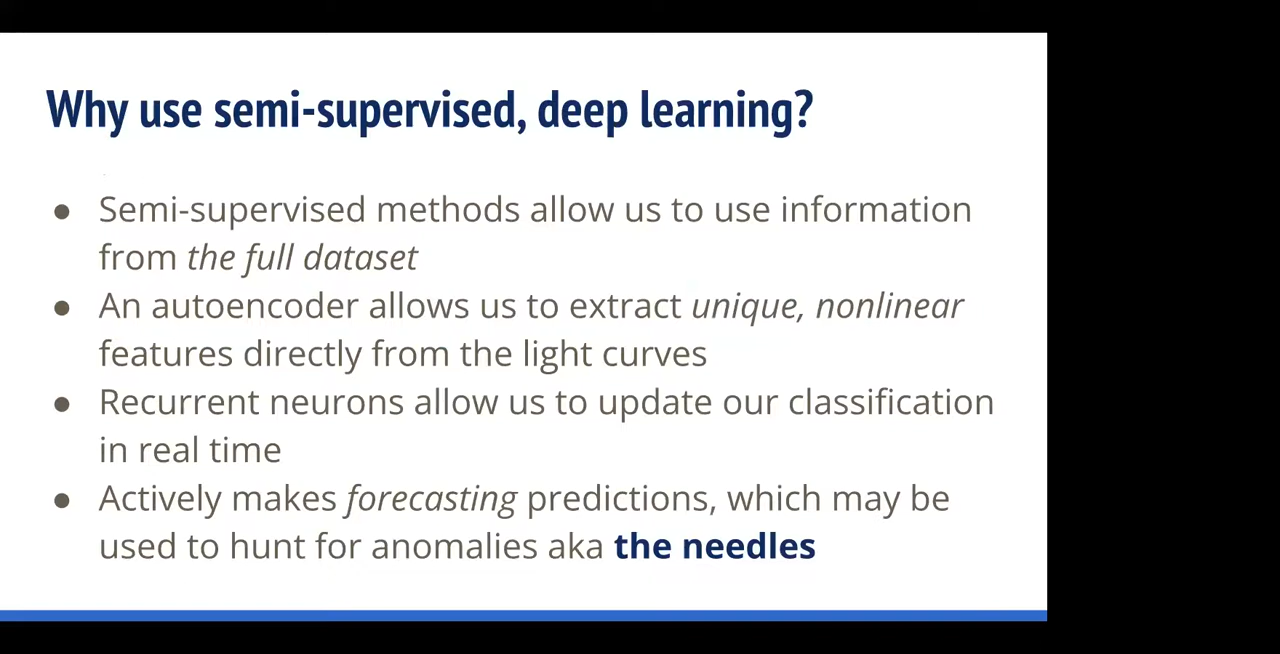 Why use semi-supervised, deep learning?
● Semi-supervised methods allow us to use information
from the full dataset
● An autoencoder allows us to extract unique, nonlinear
features directly from the light curves
● Recurrent neurons allow us to update our classification
in real time
● Actively makes forecasting predictions, which may be
used to hunt for anomalies aka the needles